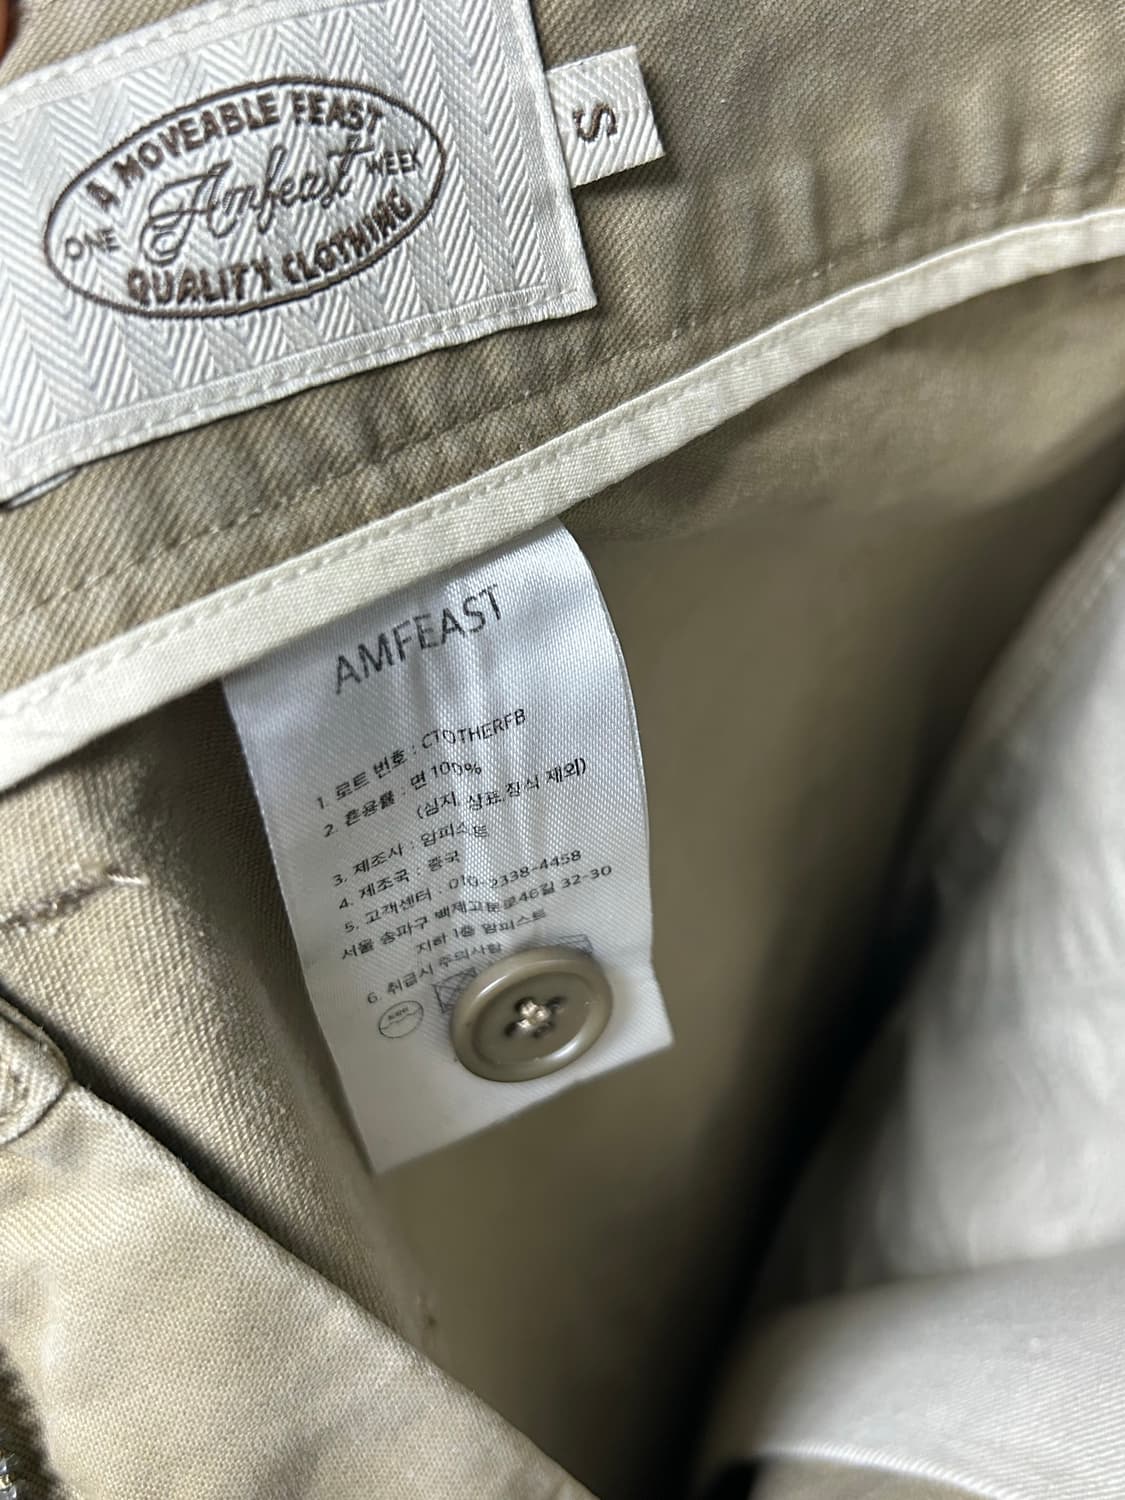 A MOVEABLE FEAST
ONE Amfeast WEEK
QUALITY CLOTHING
S
AMFEAST
1. 로트 번호 : CTOTHERFB
2. 혼용률 : 면 100%
(심지, 상표,장식 제외)
3. 제조사 : 암피스트
4. 제조국 : 중국
5. 고객센터 : 010-2338-4458
서울 송파구 백제고분로46길 32-30
지하 1층 암피스트
6. 취급시 주의사항